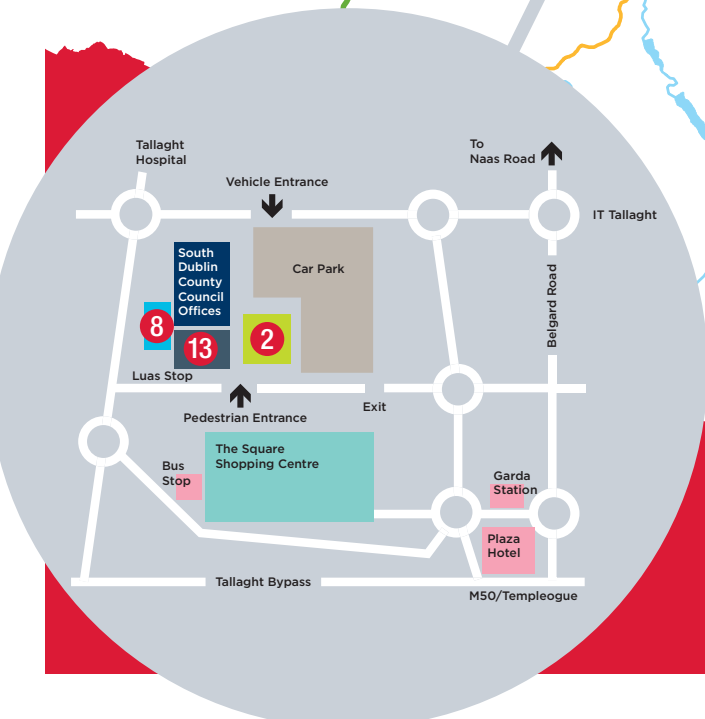 Tallaght
Hospital
To
Naas Road
Vehicle Entrance
IT Tallaght
South
Dublin
County
Council
Offices
Car Park
Belgard Road
8
13
2
Luas Stop
Pedestrian Entrance
Exit
The Square
Shopping Centre
Bus
Stop
Garda
Station
Plaza
Hotel
Tallaght Bypass
M50/Templeogue